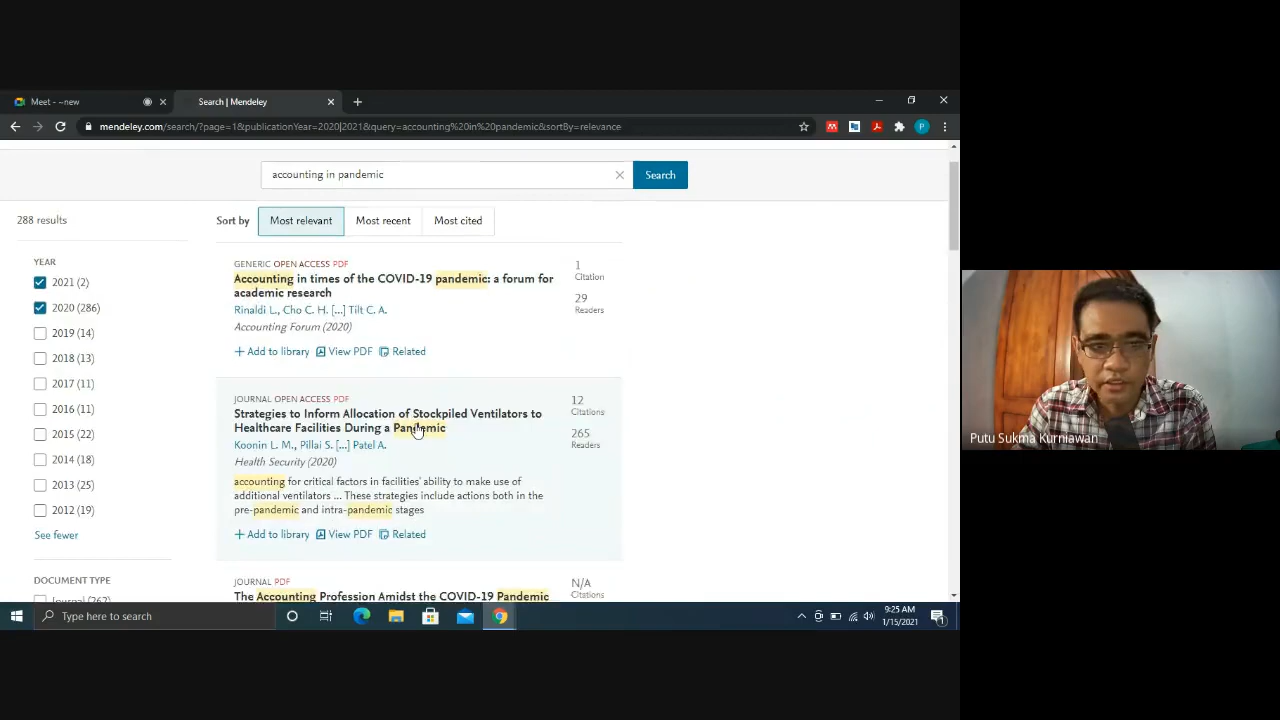 Meet - ~new
Search | Mendeley
mendeley.com/search/?page=1&publicationYear=2020|2021&query=accounting%20in%20pandemic&sortBy=relevance
accounting in pandemic
Search
288 results
Sort by
Most relevant
Most recent
Most cited
YEAR
2021 (2)
2020 (286)
2019 (14)
2018 (13)
2017 (11)
2016 (11)
2015 (22)
2014 (18)
2013 (25)
2012 (19)
See fewer
DOCUMENT TYPE
Journal (262)
GENERIC OPEN ACCESS PDF
Accounting in times of the COVID-19 pandemic: a forum for
academic research
Rinaldi L., Cho C. H. [...] Tilt C. A.
Accounting Forum (2020)
Add to library
View PDF
Related
1
Citation
29
Readers
JOURNAL OPEN ACCESS PDF
Strategies to Inform Allocation of Stockpiled Ventilators to
Healthcare Facilities During a Pandemic
Koonin L. M., Pillai S. [...] Patel A.
Health Security (2020)
accounting for critical factors in facilities' ability to make use of
additional ventilators ... These strategies include actions both in the
pre-pandemic and intra-pandemic stages
Add to library
View PDF
Related
12
Citations
265
Readers
JOURNAL PDF
The Accounting Profession Amidst the COVID-19 Pandemic
N/A
Citations
Type here to search
9:25 AM
1/15/2021
Putu Sukma Kurniawan